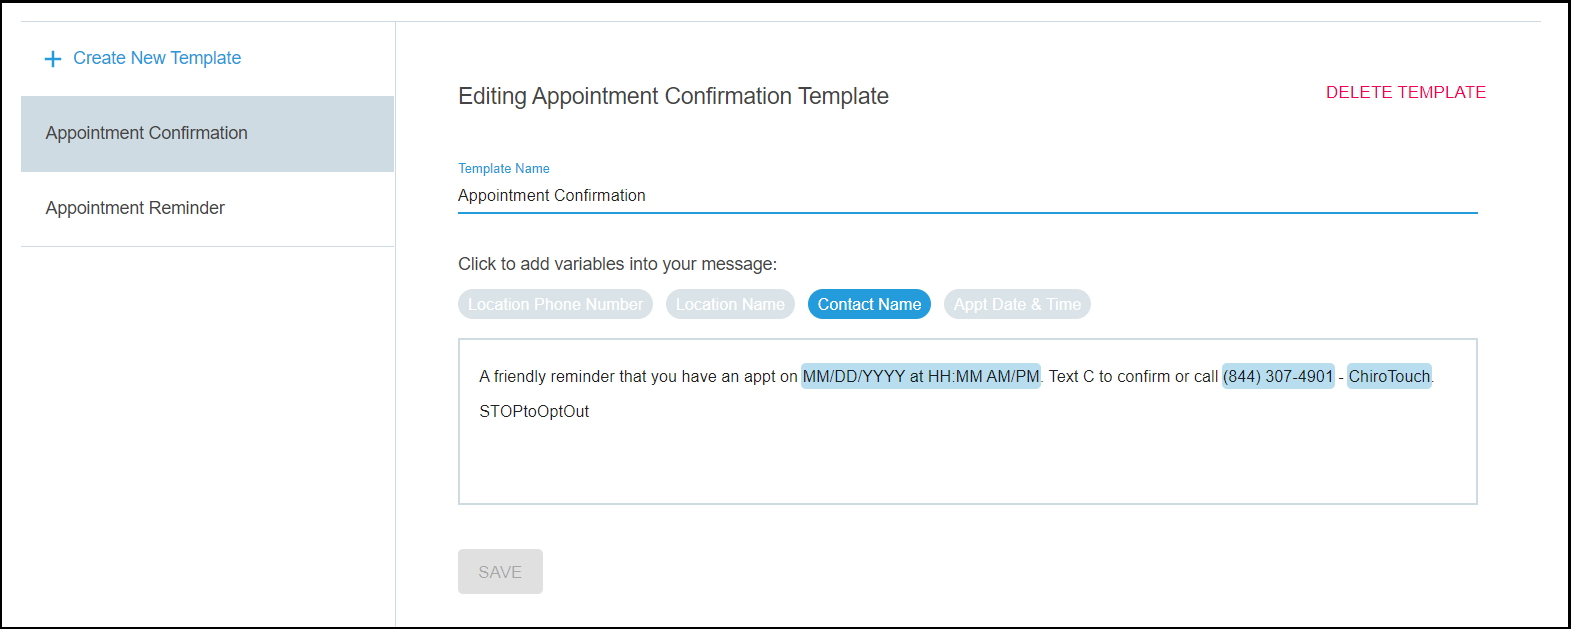 Create New Template
Appointment Confirmation
Appointment Reminder
Editing Appointment Confirmation Template
DELETE TEMPLATE
Template Name
Appointment Confirmation
Click to add variables into your message:
Location Phone Number Location Name Contact Name Appt Date & Time
A friendly reminder that you have an appt on MM/DD/YYYY at HH:MM AM/PM. Text C to confirm or call (844) 307-4901 - ChiroTouch.
STOPtoOptOut
SAVE